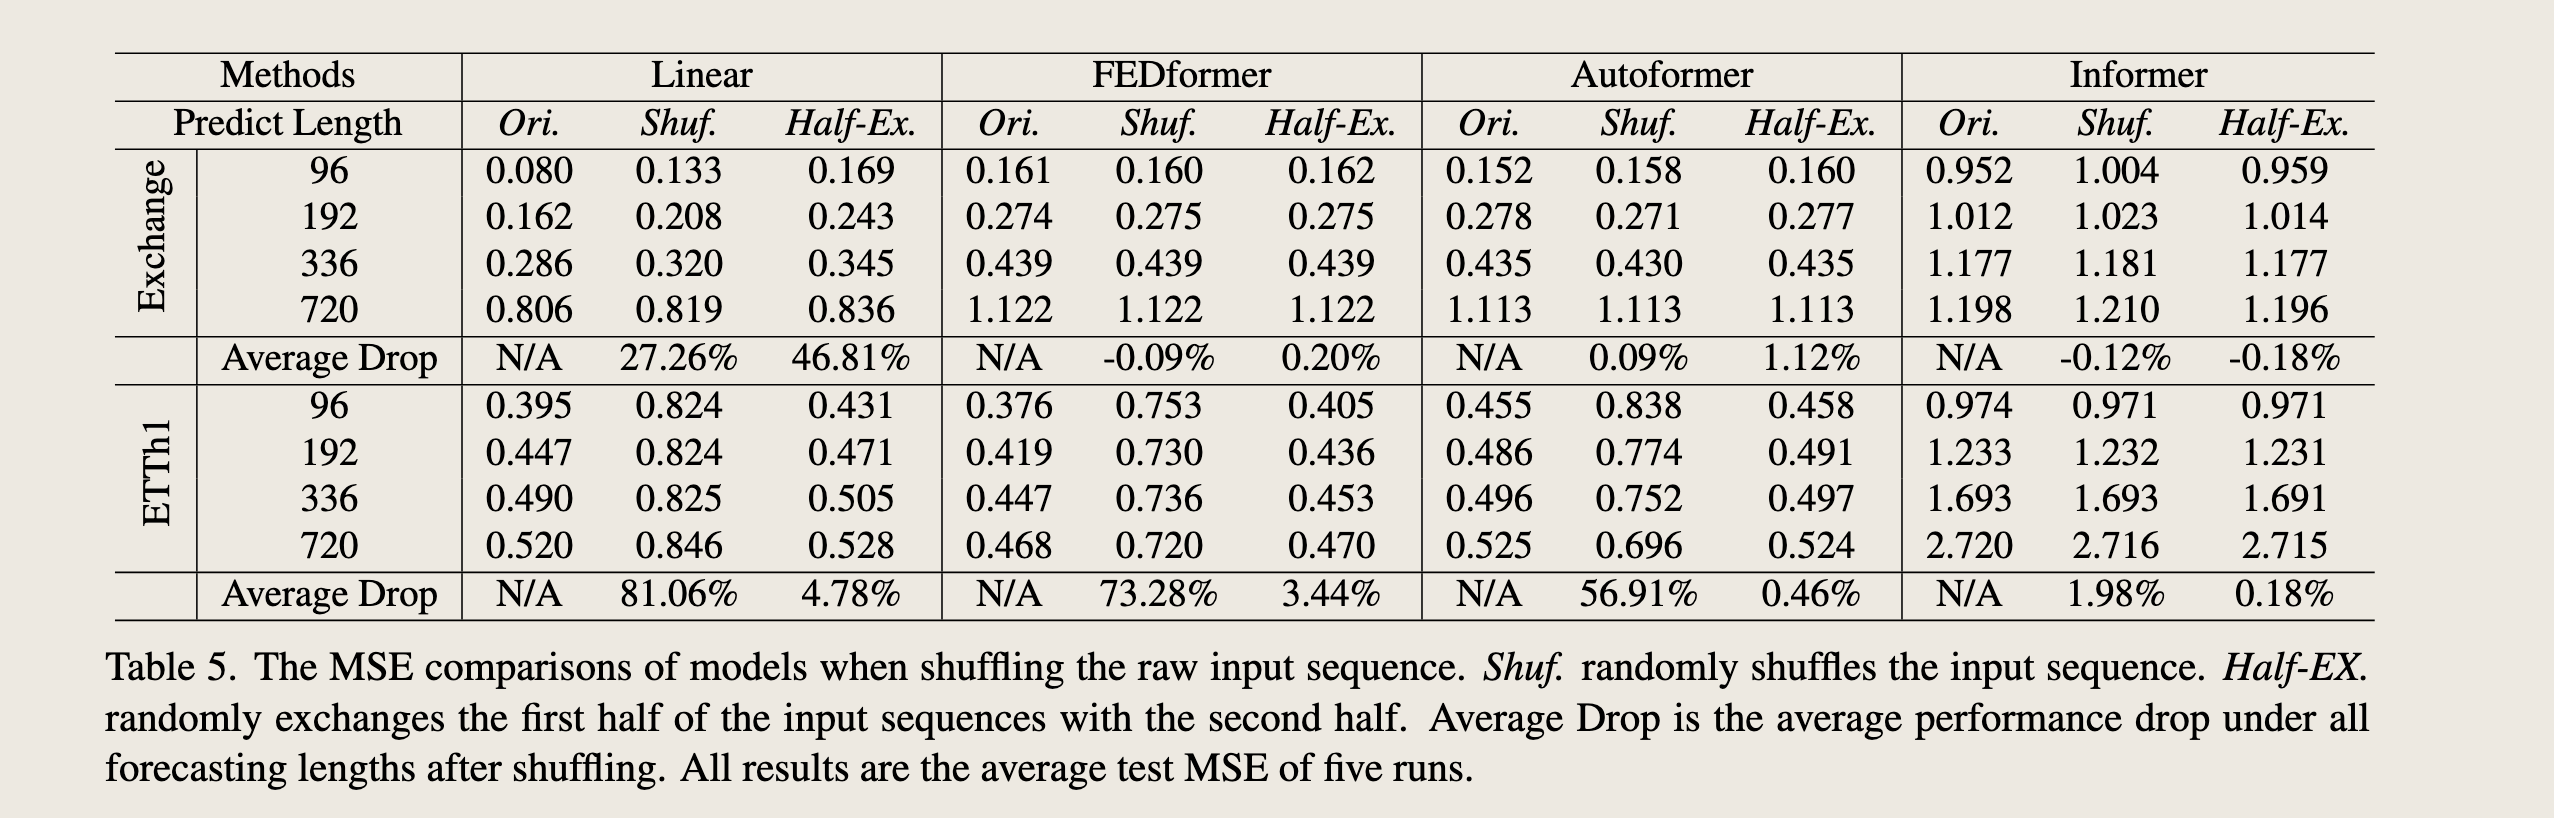 Methods Linear FEDformer Autoformer Informer
Predict Length Ori. Shuf. Half-Ex. Ori. Shuf. Half-Ex. Ori. Shuf. Half-Ex. Ori. Shuf. Half-Ex.
Exchange
96 0.080 0.133 0.169 0.161 0.160 0.162 0.152 0.158 0.160 0.952 1.004 0.959
192 0.162 0.208 0.243 0.274 0.275 0.275 0.278 0.271 0.277 1.012 1.023 1.014
336 0.286 0.320 0.345 0.439 0.439 0.439 0.435 0.430 0.435 1.177 1.181 1.177
720 0.806 0.819 0.836 1.122 1.122 1.122 1.113 1.113 1.113 1.198 1.210 1.196
Average Drop N/A 27.26% 46.81% N/A -0.09% 0.20% N/A 0.09% 1.12% N/A -0.12% -0.18%
ETTh1
96 0.395 0.824 0.431 0.376 0.753 0.405 0.455 0.838 0.458 0.974 0.971 0.971
192 0.447 0.824 0.471 0.419 0.730 0.436 0.486 0.774 0.491 1.233 1.232 1.231
336 0.490 0.825 0.505 0.447 0.736 0.453 0.496 0.752 0.497 1.693 1.693 1.691
720 0.520 0.846 0.528 0.468 0.720 0.470 0.525 0.696 0.524 2.720 2.716 2.715
Average Drop N/A 81.06% 4.78% N/A 73.28% 3.44% N/A 56.91% 0.46% N/A 1.98% 0.18%
Table 5. The MSE comparisons of models when shuffling the raw input sequence. Shuf. randomly shuffles the input sequence. Half-EX.
randomly exchanges the first half of the input sequences with the second half. Average Drop is the average performance drop under all
forecasting lengths after shuffling. All results are the average test MSE of five runs.